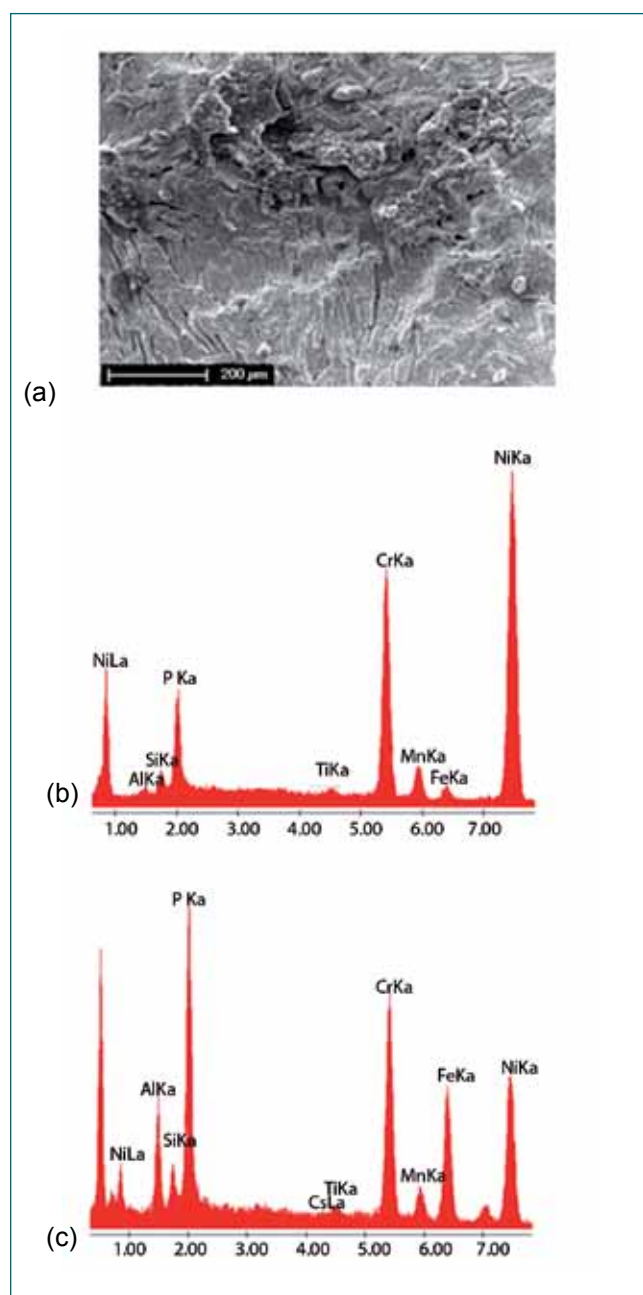 200 µm
(a)
NiKa
CrKa
NiLa
P Ka
SiKa
AlKa
TiKa
MnKa
FeKa
(b)
1.00 2.00 3.00 4.00 5.00 6.00 7.00
P Ka
CrKa
AlKa
FeKa
NiKa
SiKa
NiLa
TiKa
CsLa
MnKa
(c)
1.00 2.00 3.00 4.00 5.00 6.00 7.00